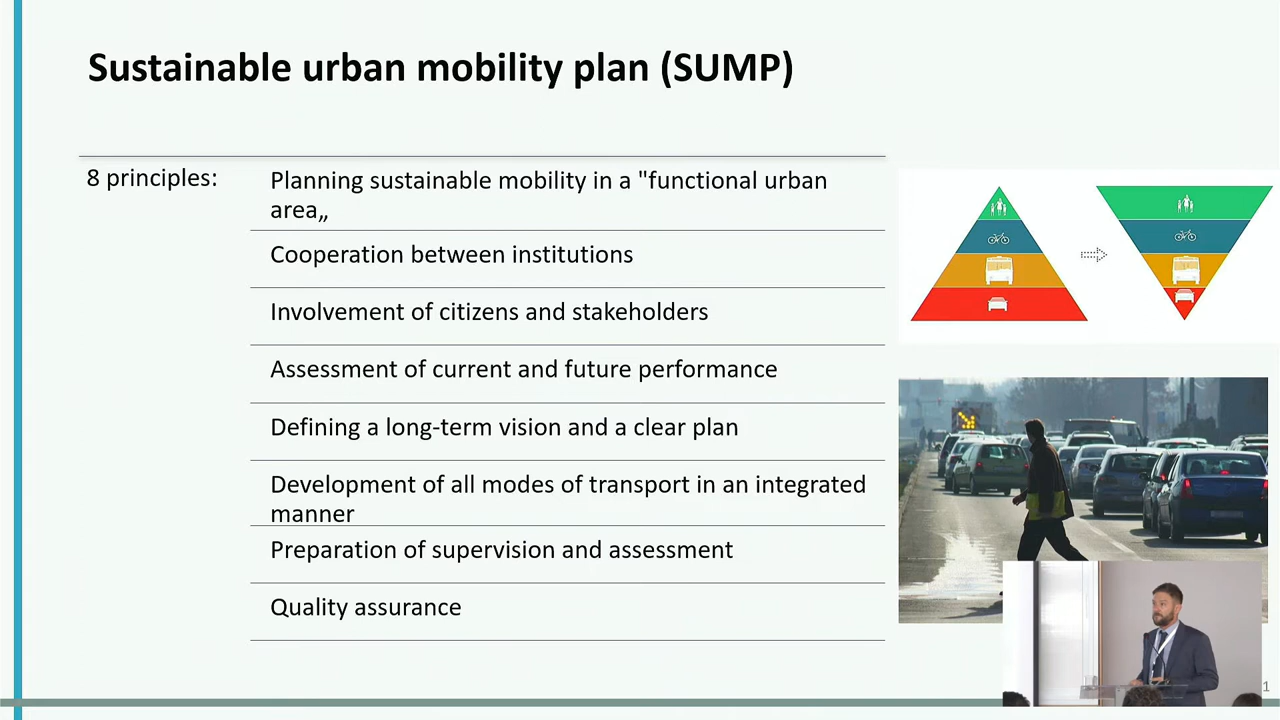 Sustainable urban mobility plan (SUMP)
8 principles:
Planning sustainable mobility in a "functional urban
area„
Cooperation between institutions
Involvement of citizens and stakeholders
Assessment of current and future performance
Defining a long-term vision and a clear plan
Development of all modes of transport in an integrated
manner
Preparation of supervision and assessment
Quality assurance
1